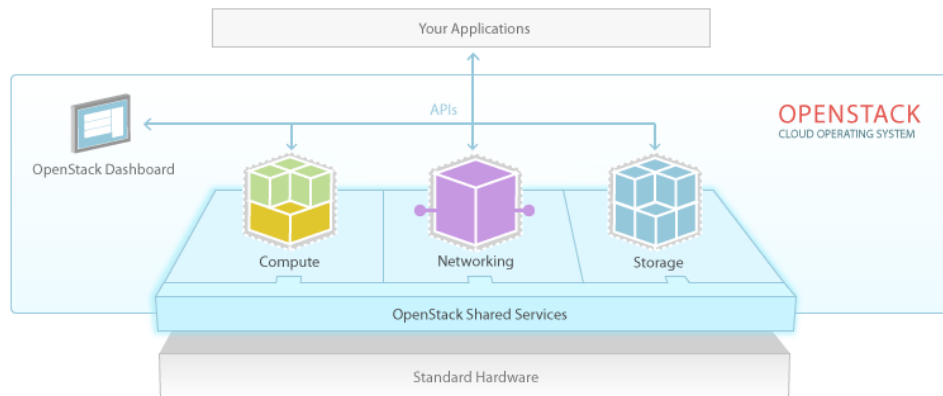 Your Applications
APIs
OPENSTACK
CLOUD OPERATING SYSTEM
OpenStack Dashboard
Compute
Networking
Storage
OpenStack Shared Services
Standard Hardware